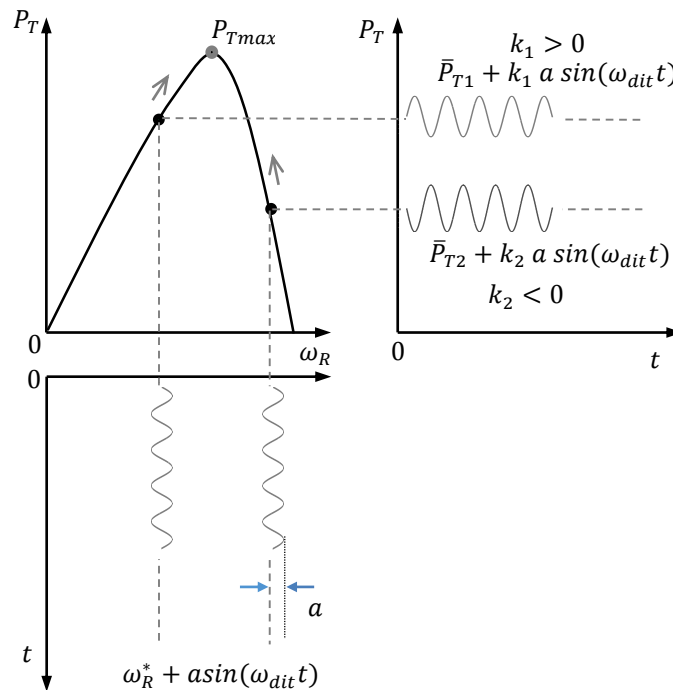 P_T
P_Tmax
0
ω_R
P_T
k_1 > 0
P̄_T1 + k_1 a sin(ω_dit t)
P̄_T2 + k_2 a sin(ω_dit t)
k_2 < 0
0
t
0
a
t
ω_R^* + asin(ω_dit t)